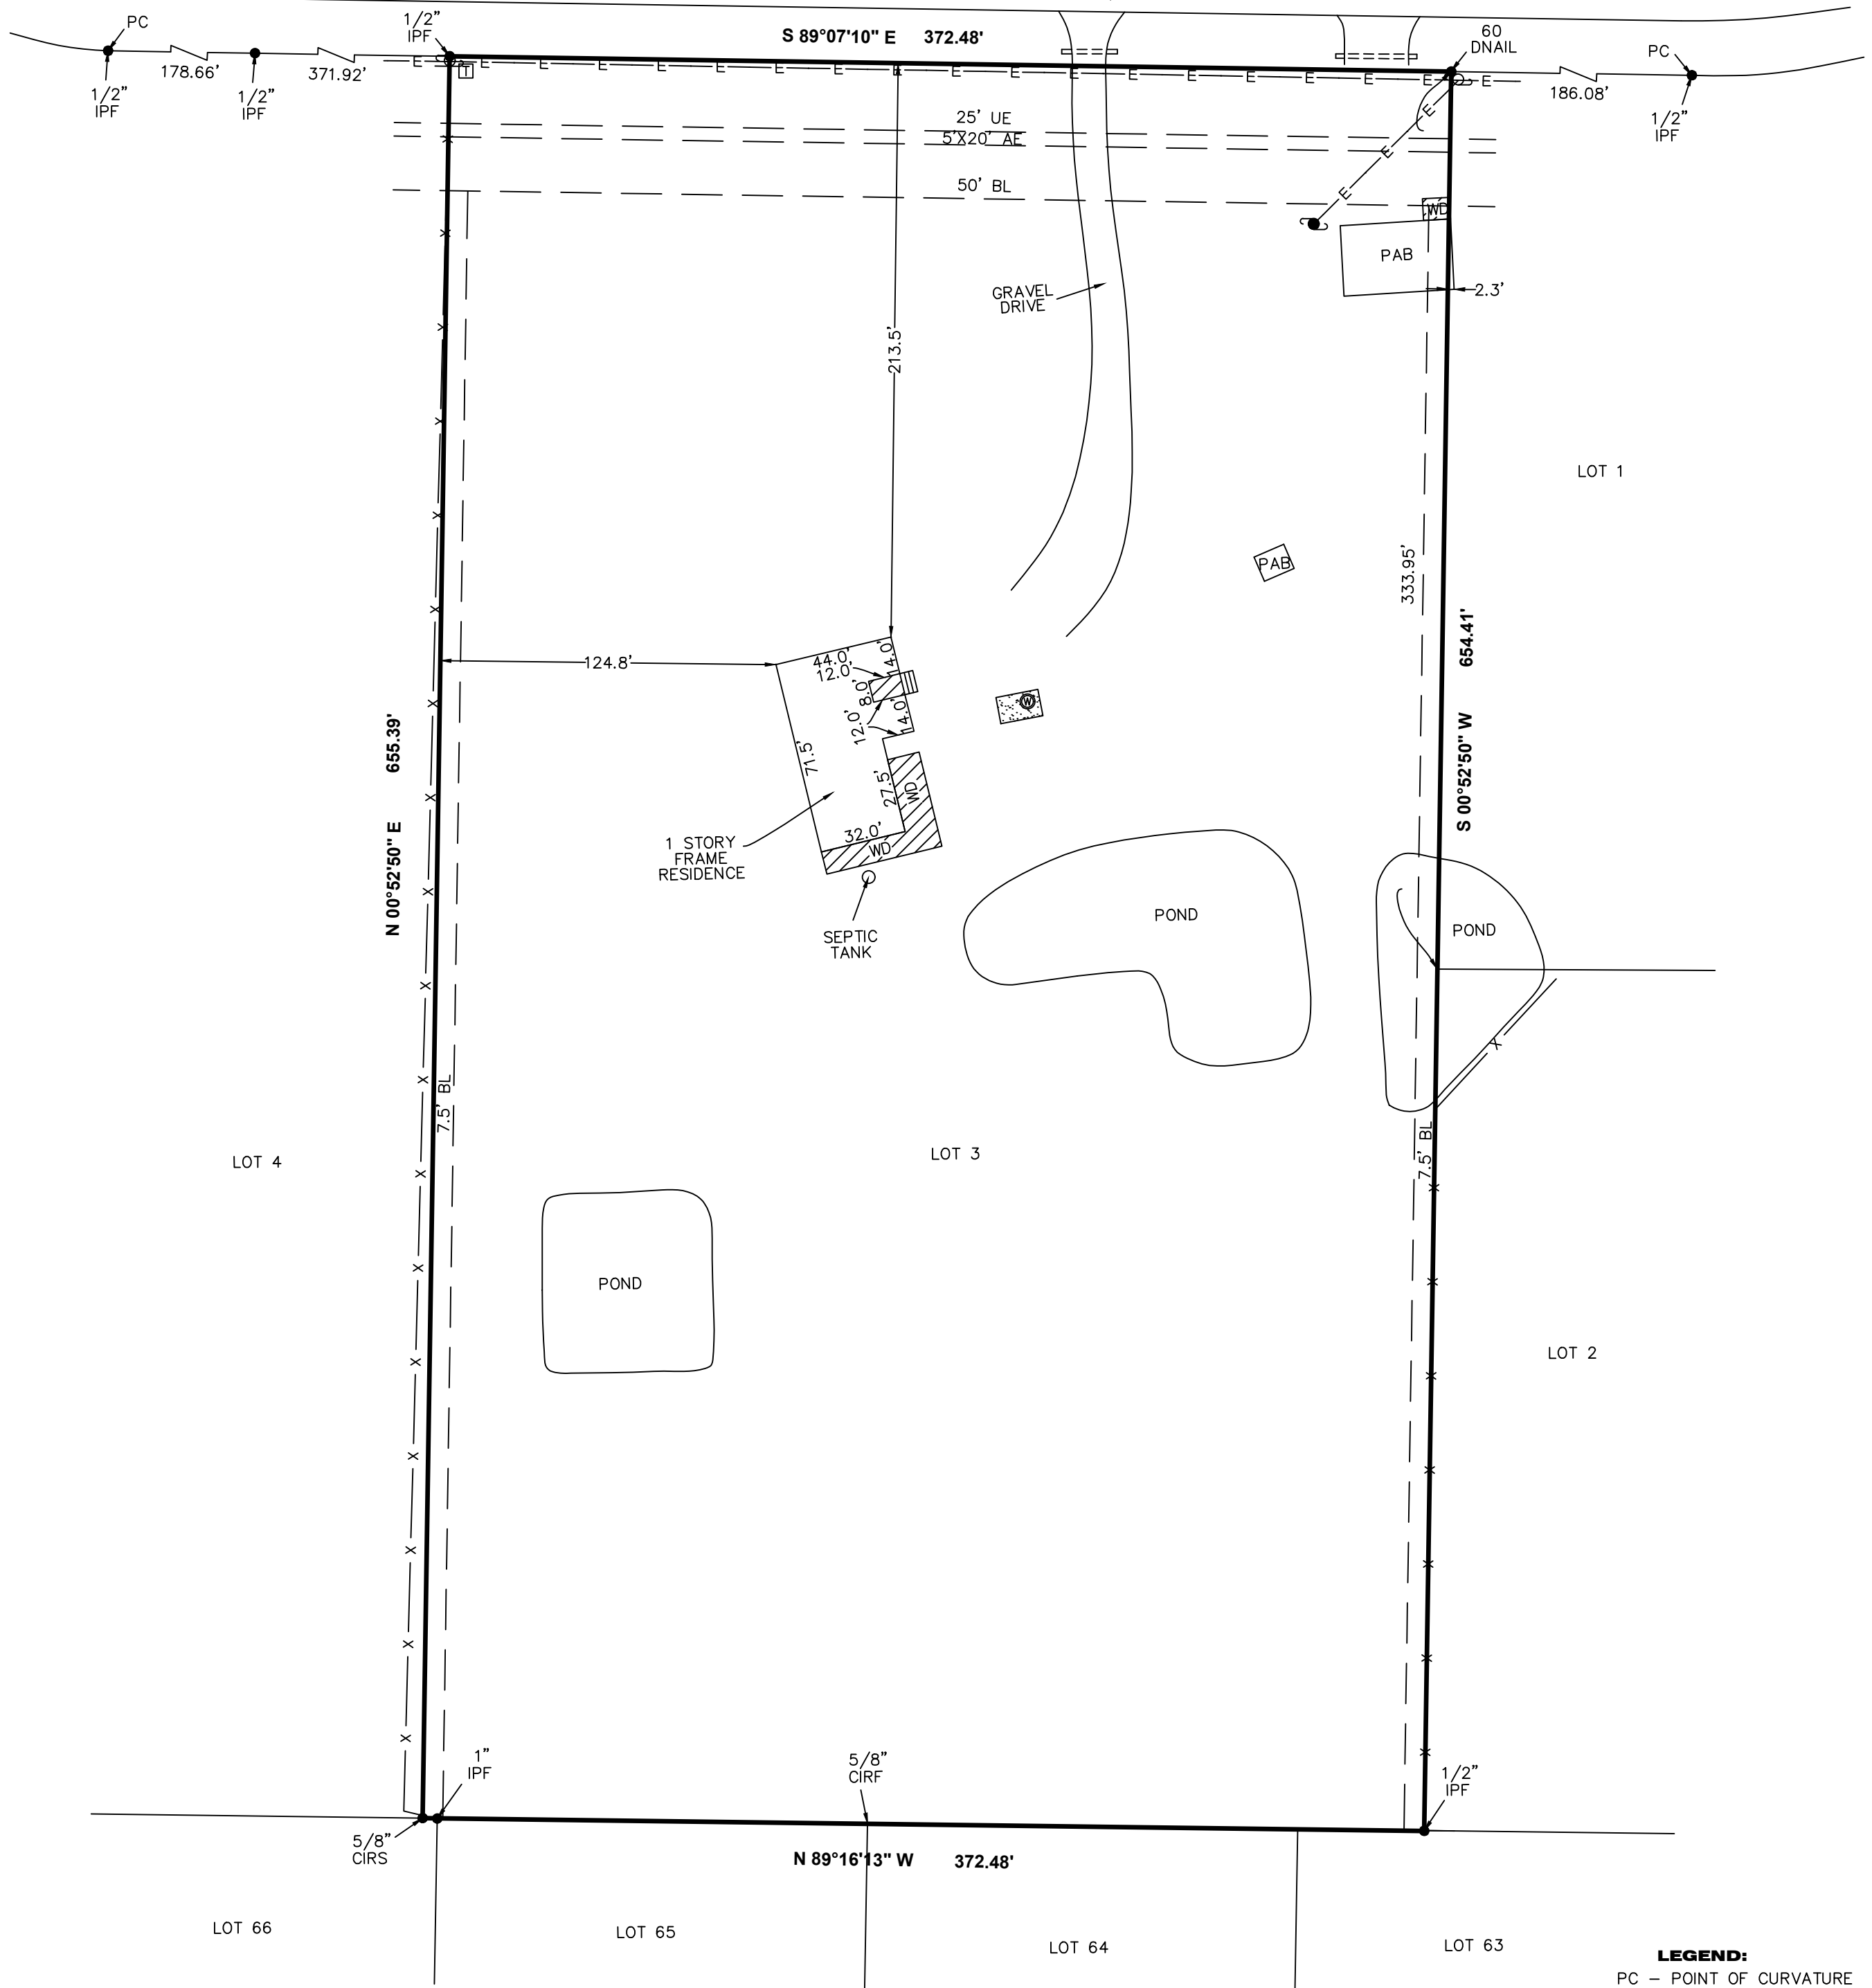 PC
1/2"
IPF
S 89°07'10" E 372.48'
60
DNAIL
PC
178.66'
371.92'
186.08'
1/2"
IPF
1/2"
IPF
1/2"
IPF
E E E E E E E E E E E E E E E E E E E
T
25' UE
5'X20' AE
50' BL
E
E
E
WD
PAB
2.3'
GRAVEL
DRIVE
213.5'
LOT 1
PAB
333.95'
S 00°52'50" W 654.41'
124.8'
44.0'
12.0'
14.0'
8.0'
12.0'
14.0'
W
N 00°52'50" E 655.39'
71.5'
27.5'
WD
32.0'
WD
1 STORY
FRAME
RESIDENCE
SEPTIC
TANK
POND
POND
X
7.5' BL
7.5' BL
LOT 3
LOT 4
POND
LOT 2
X X X X X X X X X X X X X X X X X X
X X X X X X X
1"
IPF
5/8"
CIRF
1/2"
IPF
5/8"
CIRS
N 89°16'13" W 372.48'
LOT 66
LOT 65
LOT 64
LOT 63
LEGEND:
PC – POINT OF CURVATURE